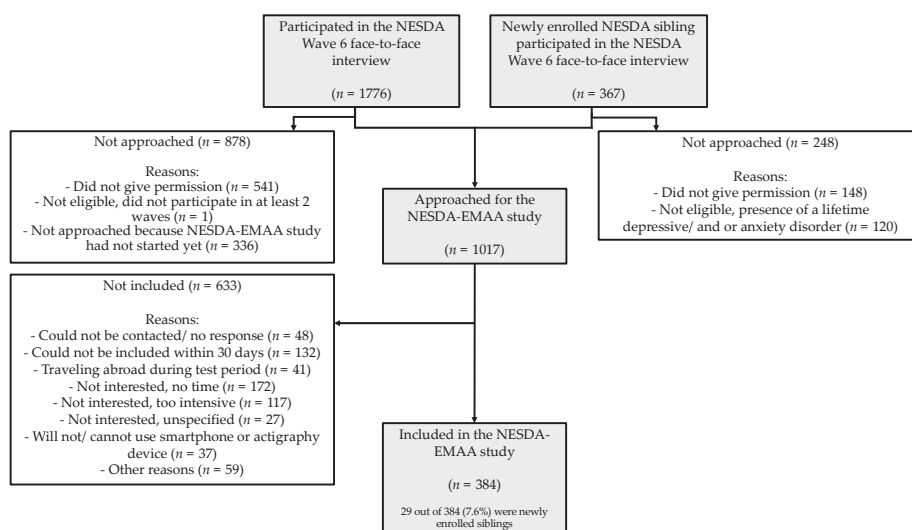 Participated in the NESDA
Wave 6 face-to-face
interview
(n = 1776)
Newly enrolled NESDA sibling
participated in the NESDA
Wave 6 face-to-face interview
(n = 367)
Not approached (n = 878)
Reasons:
- Did not give permission (n = 541)
- Not eligible, did not participate in at least 2
waves (n = 1)
- Not approached because NESDA-EMAA study
had not started yet (n = 336)
Not approached (n = 248)
Reasons:
- Did not give permission (n = 148)
- Not eligible, presence of a lifetime
depressive/ and or anxiety disorder (n = 120)
Approached for the
NESDA-EMAA study
(n = 1017)
Not included (n = 633)
Reasons:
- Could not be contacted/ no response (n = 48)
- Could not be included within 30 days (n = 132)
- Traveling abroad during test period (n = 41)
- Not interested, no time (n = 172)
- Not interested, too intensive (n = 117)
- Not interested, unspecified (n = 27)
- Will not/ cannot use smartphone or actigraphy
device (n = 37)
- Other reasons (n = 59)
Included in the NESDA-
EMAA study
(n = 384)
29 out of 384 (7.6%) were newly
enrolled siblings